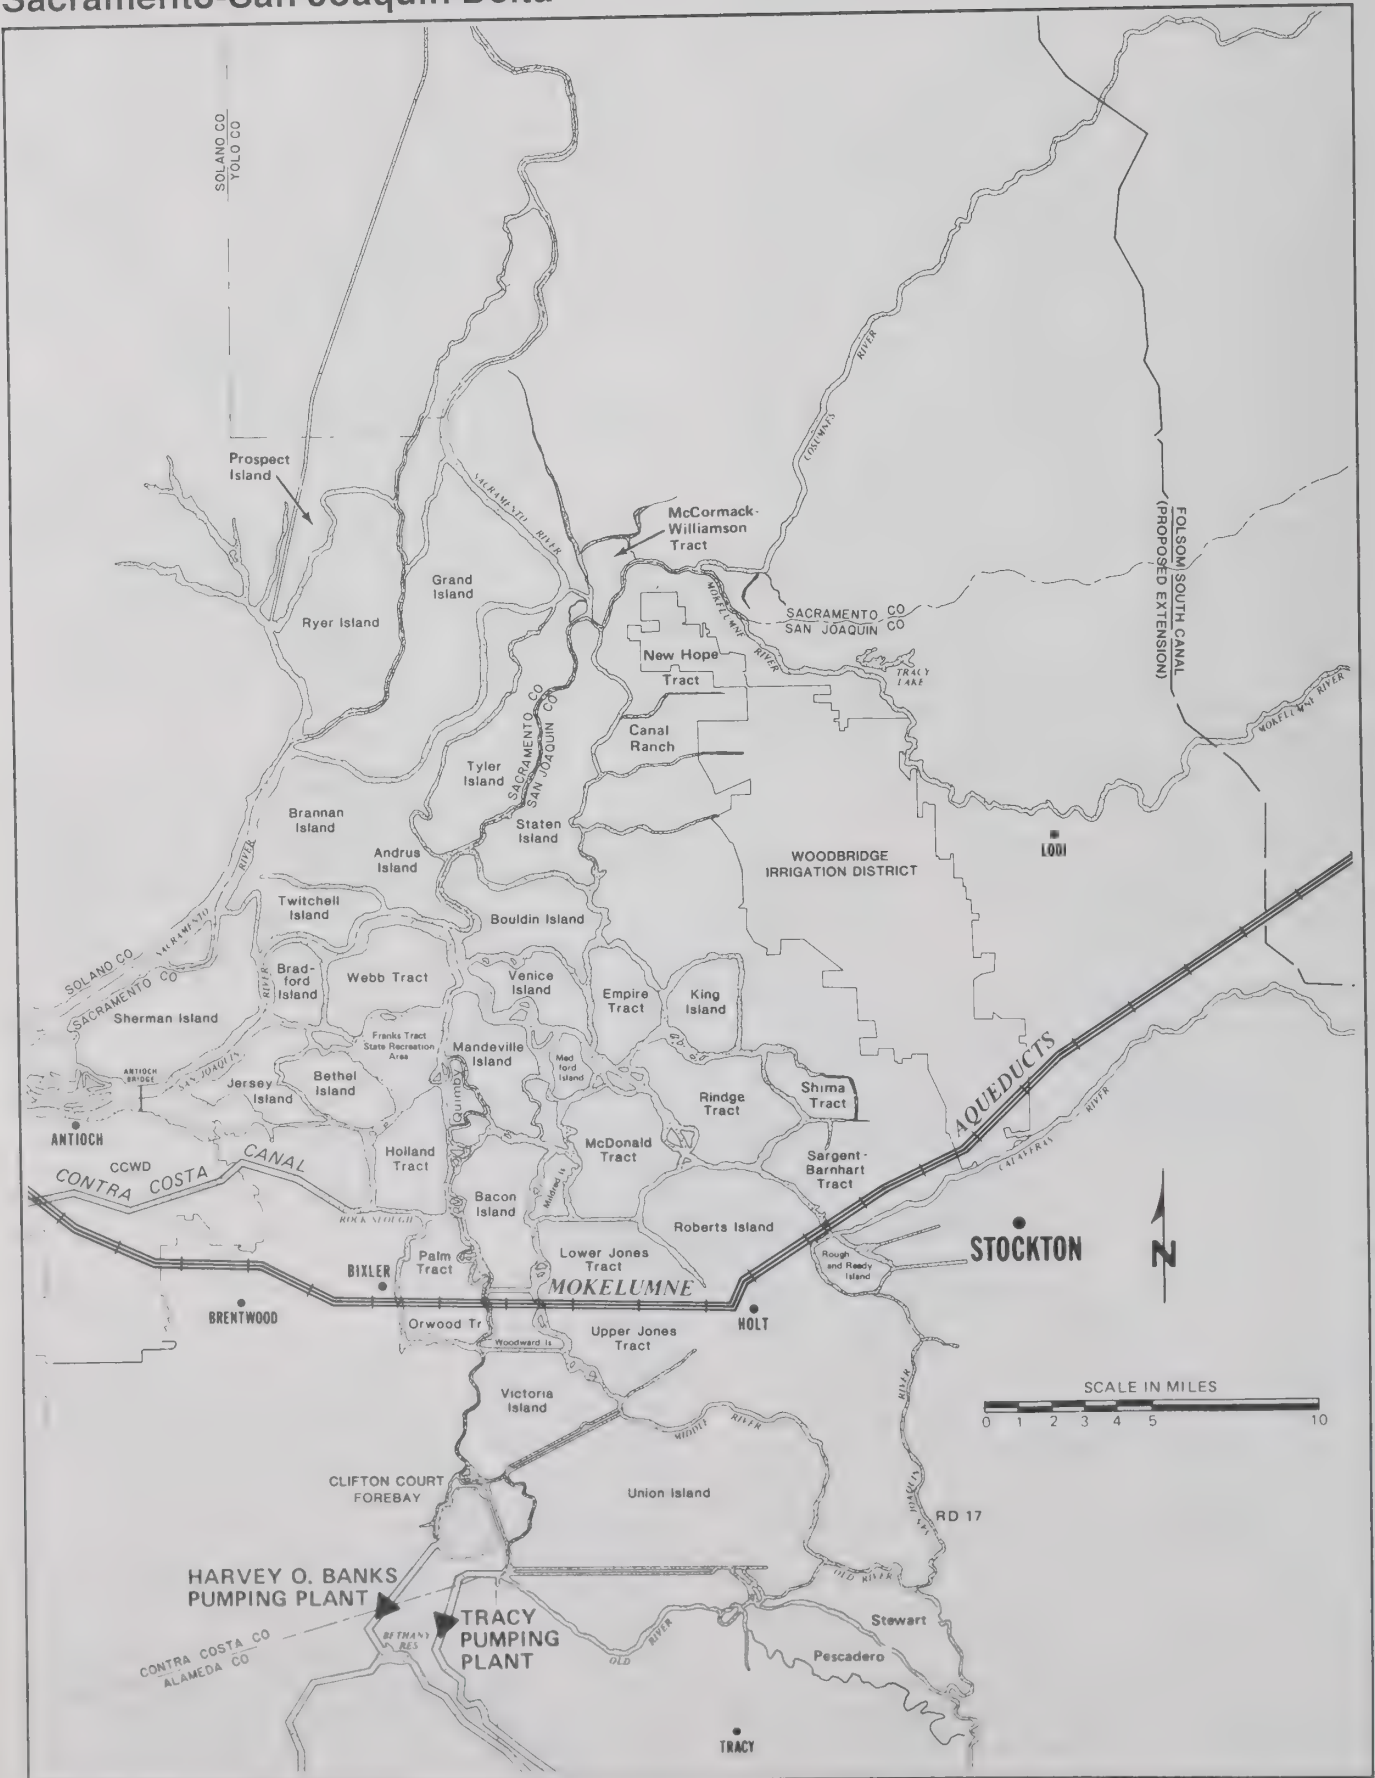 Sacramento-San Joaquin Delta
SOLANO CO
YOLO CO
Prospect
Island
SACRAMENTO RIVER
COSUMNES RIVER
McCormack-
Williamson
Tract
FOLSOM SOUTH CANAL
(PROPOSED EXTENSION)
Grand
Island
Ryer Island
MOKELUMNE RIVER
SACRAMENTO CO
SAN JOAQUIN CO
New Hope
Tract
TRACY
LAKE
MOKELUMNE RIVER
SACRAMENTO CO
SAN JOAQUIN CO
Canal
Ranch
Tyler
Island
Brannan
Island
Staten
Island
LODI
Andrus
Island
WOODBRIDGE
IRRIGATION DISTRICT
SACRAMENTO RIVER
Twitchell
Island
Bouldin Island
SOLANO CO
SACRAMENTO CO
Brad-
ford
Island
Webb Tract
Venice
Island
Empire
Tract
King
Island
Sherman Island
Franks Tract
State Recreation
Area
Mandeville
Island
Med
ford
Island
ANTIOCH
BRIDGE
SAN JOAQUIN RIVER
Jersey
Island
Bethel
Island
Quimby
Rindge
Tract
Shima
Tract
AQUEDUCTS
CALAVERAS RIVER
ANTIOCH
CCWD
CONTRA COSTA CANAL
Holland
Tract
McDonald
Tract
Sargent-
Barnhart
Tract
Mildred Is
Bacon
Island
ROCK SLOUGH
Roberts Island
STOCKTON
N
Palm
Tract
Lower Jones
Tract
Rough
and Ready
Island
BIXLER
MOKELUMNE
BRENTWOOD
Orwood Tr
HOLT
Woodward Is
Upper Jones
Tract
Victoria
Island
SCALE IN MILES
0 1 2 3 4 5 10
MIDDLE RIVER
CLIFTON COURT
FOREBAY
Union Island
SAN JOAQUIN RIVER
RD 17
HARVEY O. BANKS
PUMPING PLANT
OLD RIVER
TRACY
PUMPING
PLANT
BETHANY
RES
CONTRA COSTA CO
ALAMEDA CO
OLD RIVER
Stewart
Pescadero
TRACY